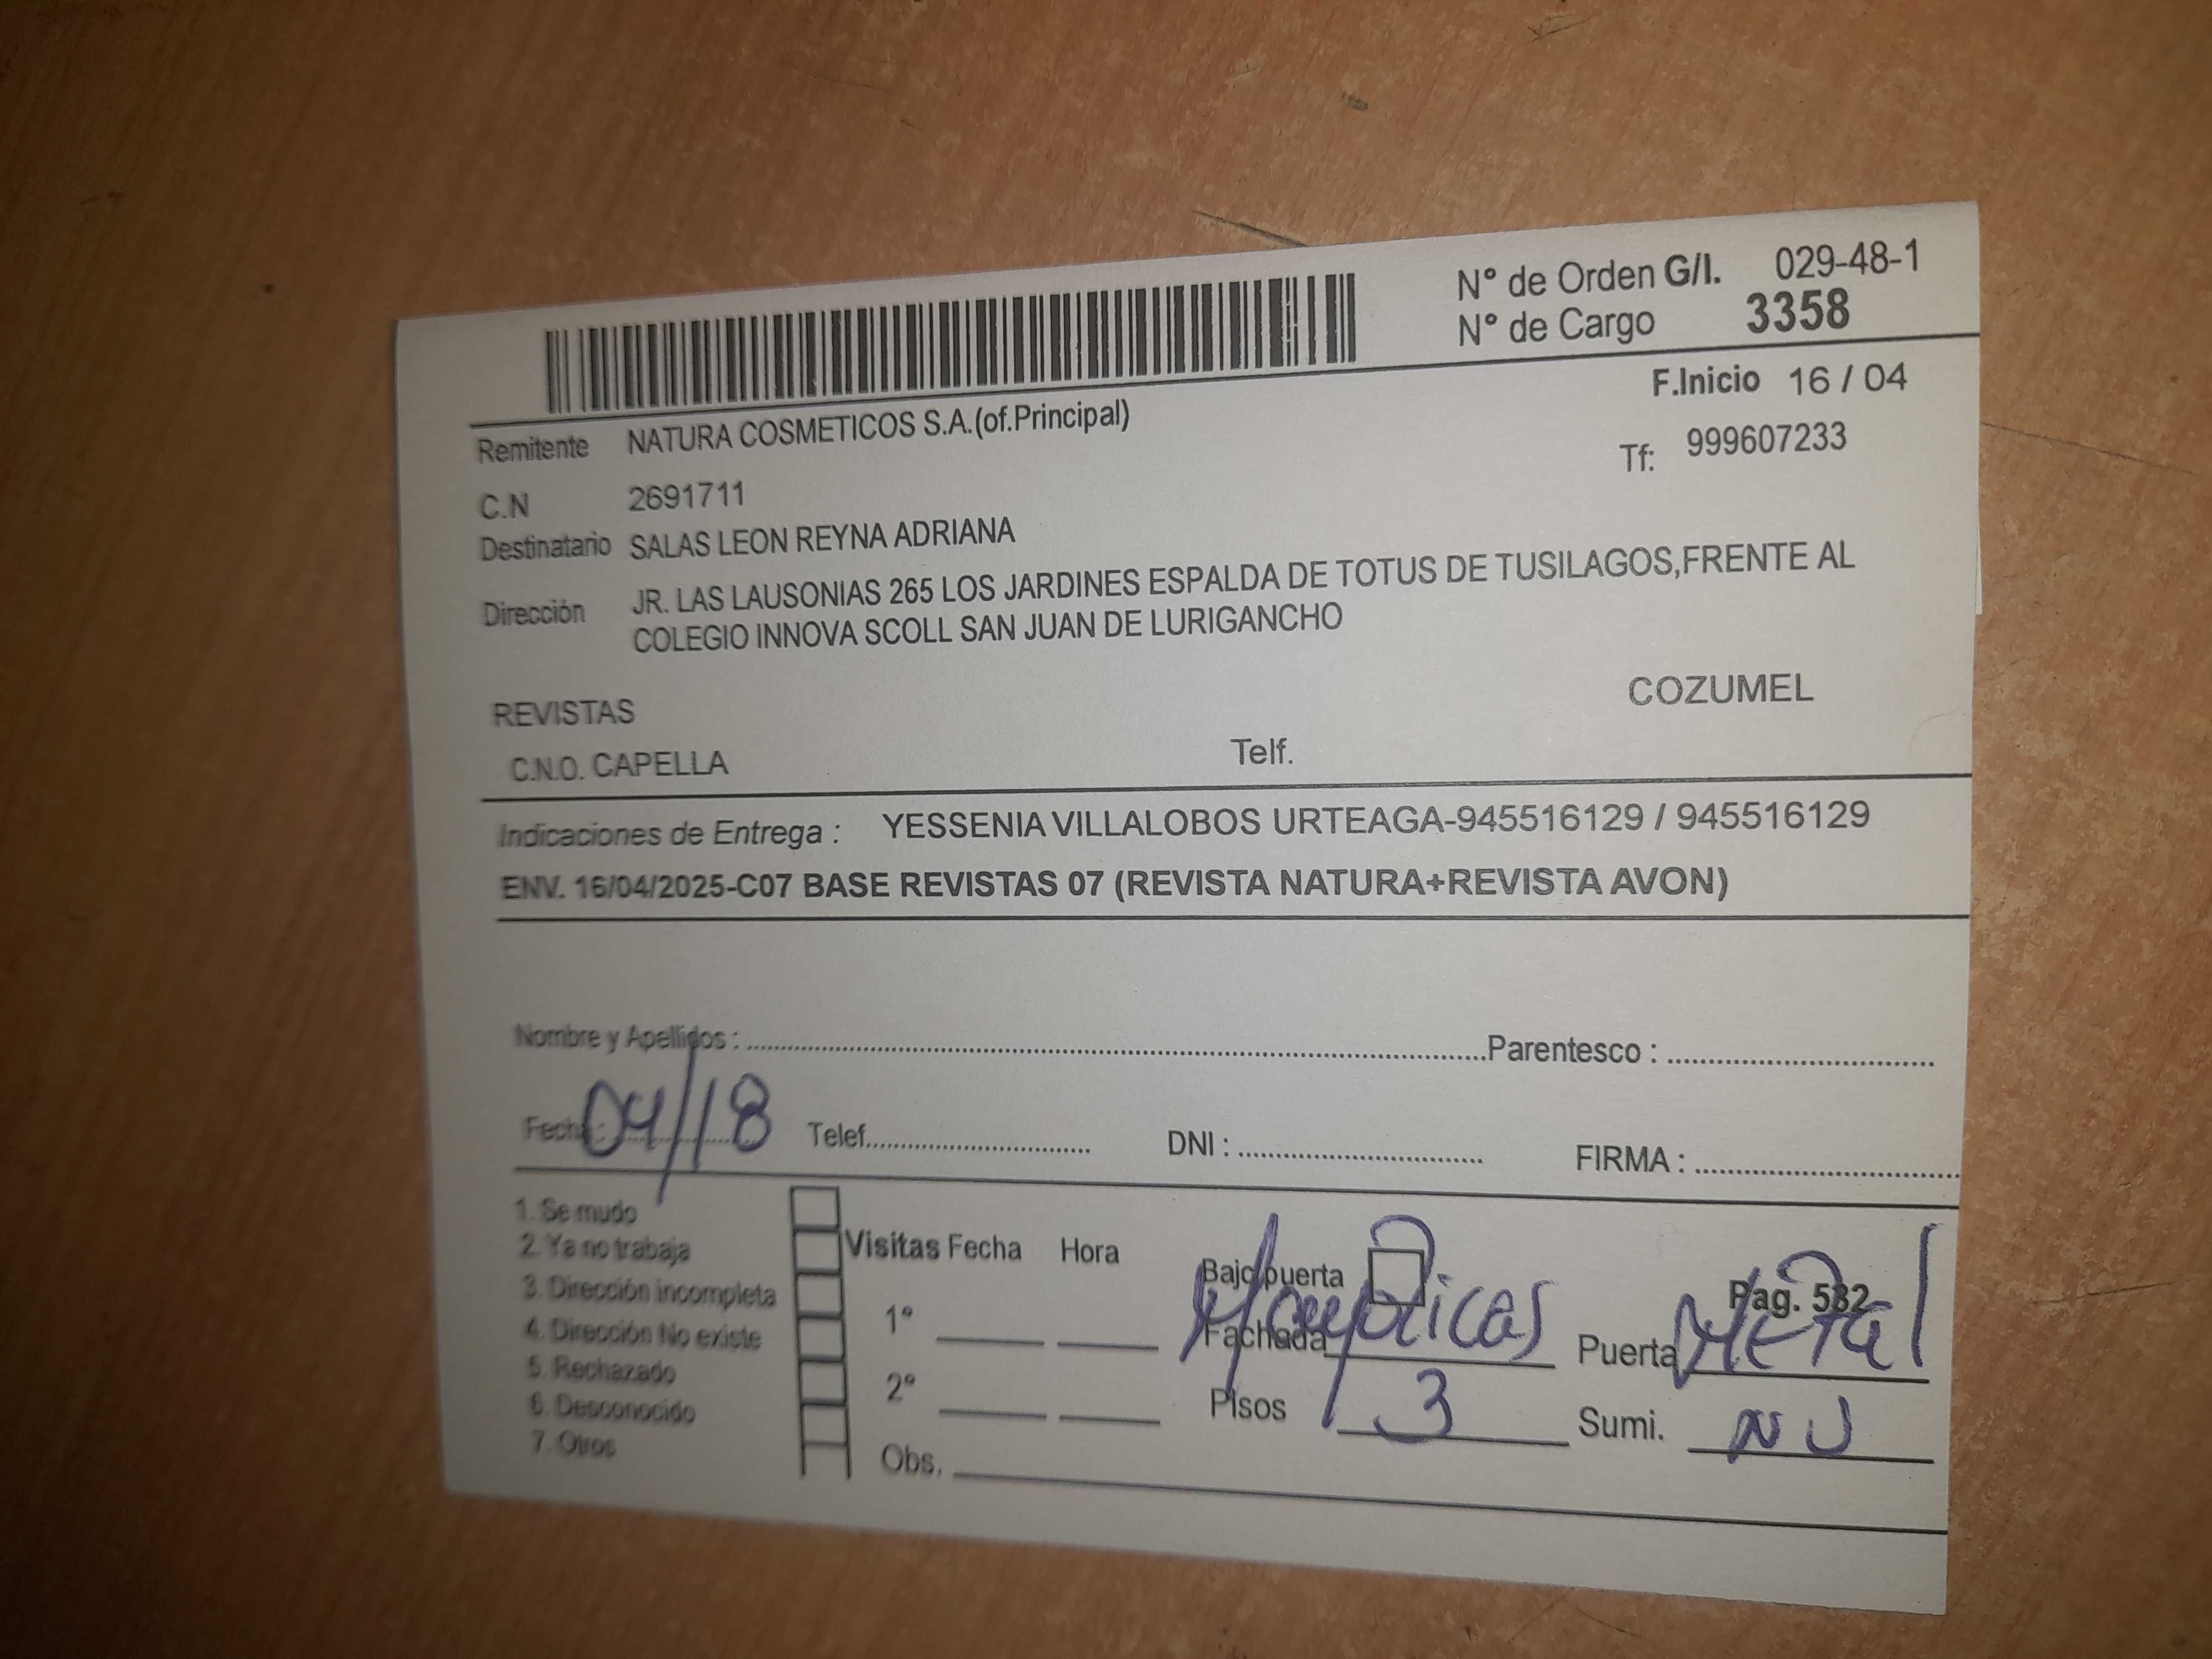 N° de Orden G/I. 029-48-1
N° de Cargo 3358
F.Inicio 16 / 04
Remitente NATURA COSMETICOS S.A.(of.Principal)
Tf: 999607233
C.N 2691711
Destinatario SALAS LEON REYNA ADRIANA
Dirección JR. LAS LAUSONIAS 265 LOS JARDINES ESPALDA DE TOTUS DE TUSILAGOS,FRENTE AL
COLEGIO INNOVA SCOLL SAN JUAN DE LURIGANCHO
REVISTAS COZUMEL
C.N.O. CAPELLA Telf.
Indicaciones de Entrega : YESSENIA VILLALOBOS URTEAGA-945516129 / 945516129
ENV. 16/04/2025-C07 BASE REVISTAS 07 (REVISTA NATURA+REVISTA AVON)
Nombre y Apellidos : Parentesco :
Fecha : 04/18 Telef. DNI : FIRMA :
1. Se mudo
2. Ya no trabaja
3. Dirección incompleta
4. Dirección No existe
5. Rechazado
6. Desconocido
7. Otros
Visitas Fecha Hora
1°
2°
Obs.
Bajo puerta Pag. 532
Fachada Puerta Metal
PIsos 3 Sumi.